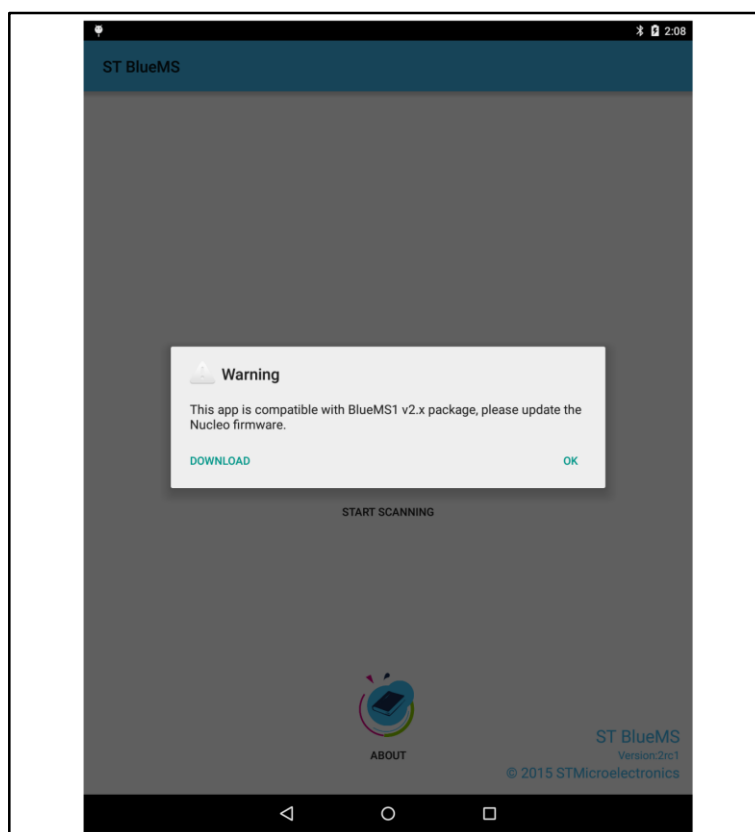 2:08
ST BlueMS
Warning
This app is compatible with BlueMS1 v2.x package, please update the
Nucleo firmware.
DOWNLOAD OK
START SCANNING
ABOUT
ST BlueMS
Version:2rc1
© 2015 STMicroelectronics